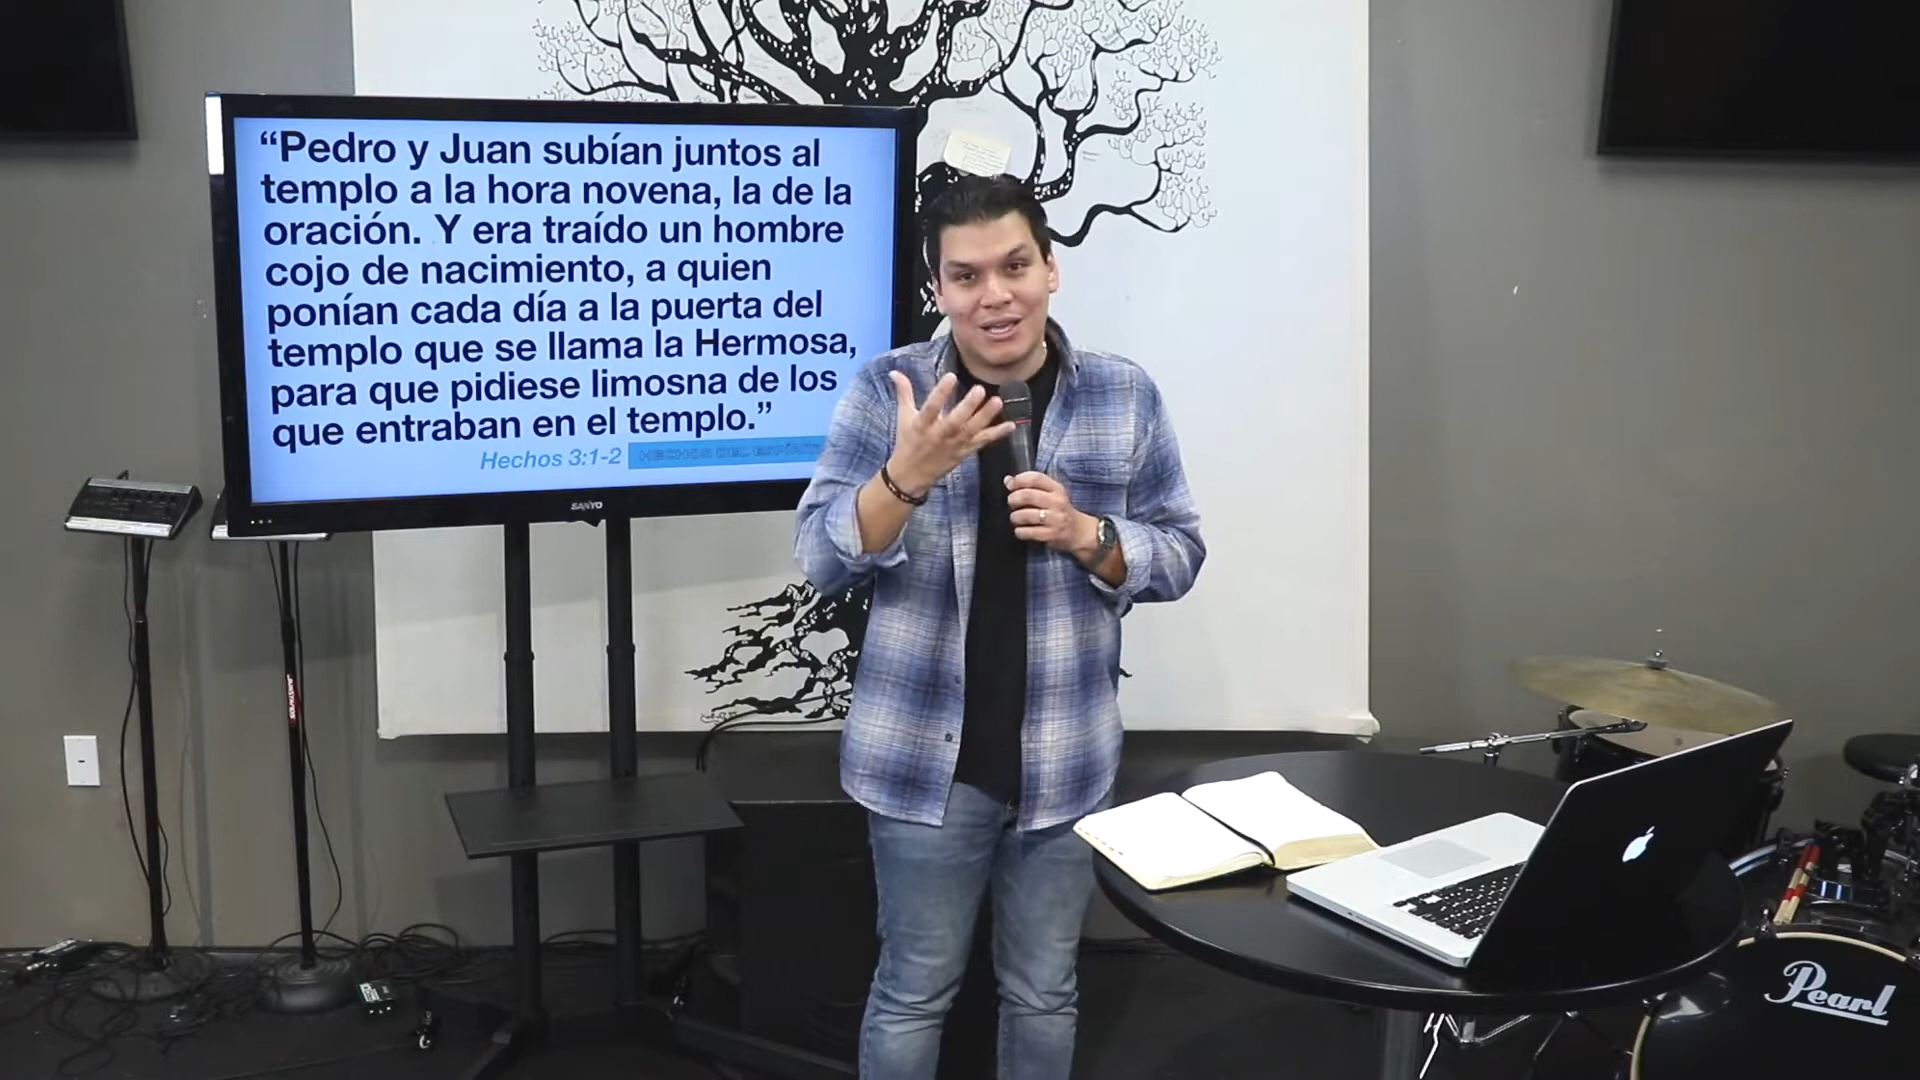 “Pedro y Juan subían juntos al
templo a la hora novena, la de la
oración. Y era traído un hombre
cojo de nacimiento, a quien
ponían cada día a la puerta del
templo que se llama la Hermosa,
para que pidiese limosna de los
que entraban en el templo.”
Hechos 3:1-2
HECHOS DEL
SANYO
Pearl